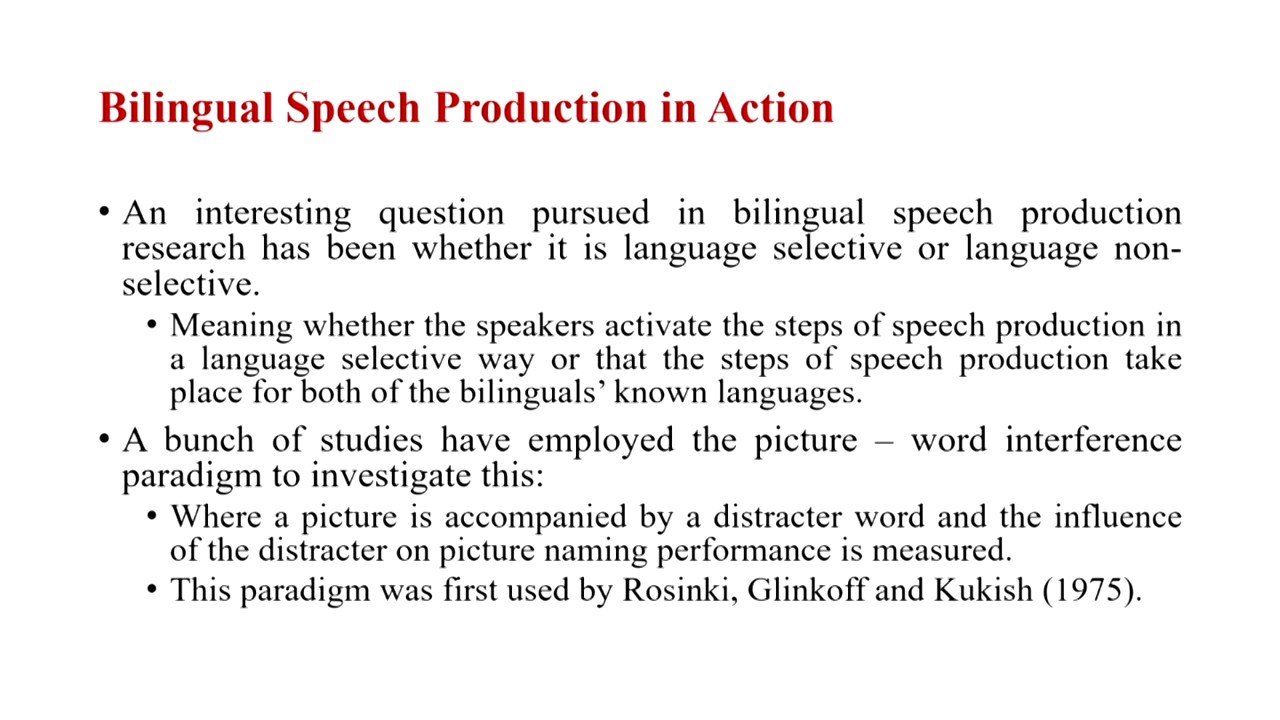 Bilingual Speech Production in Action
• An interesting question pursued in bilingual speech production
research has been whether it is language selective or language non-
selective.
• Meaning whether the speakers activate the steps of speech production in
a language selective way or that the steps of speech production take
place for both of the bilinguals’ known languages.
• A bunch of studies have employed the picture – word interference
paradigm to investigate this:
• Where a picture is accompanied by a distracter word and the influence
of the distracter on picture naming performance is measured.
• This paradigm was first used by Rosinki, Glinkoff and Kukish (1975).